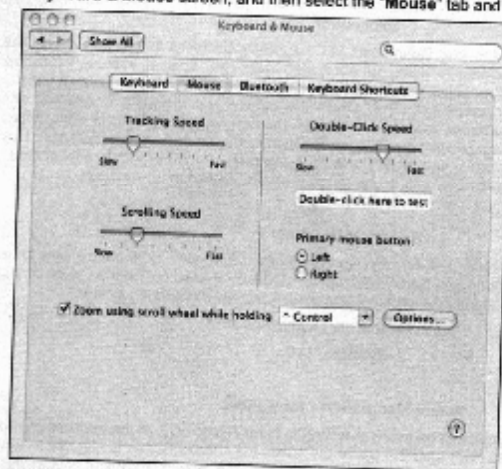 screen, and then select the "Mouse" tab and
Keyboard & Mouse
Show All
Keyboard Mouse Bluetooth Keyboard Shortcuts
Tracking Speed
Slow Fast
Double-Click Speed
Slow Fast
Double-click here to test
Scrolling Speed
Slow Fast
Primary mouse button:
Left
Right
Zoom using scroll wheel while holding ^ Control Options...
?